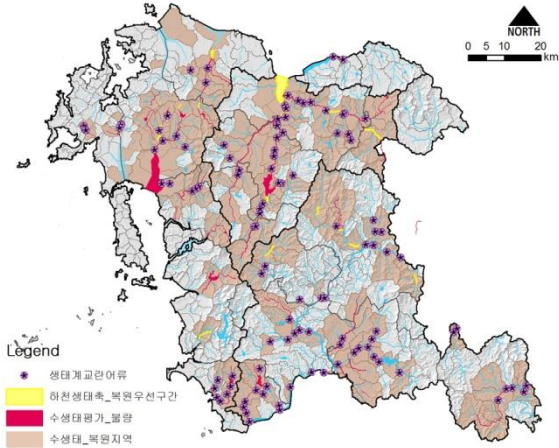 NORTH
0 5 10 20
km
Legend
생태계교란어류
하천생태축_복원우선구간
수생태평가_불량
수생태_복원지역